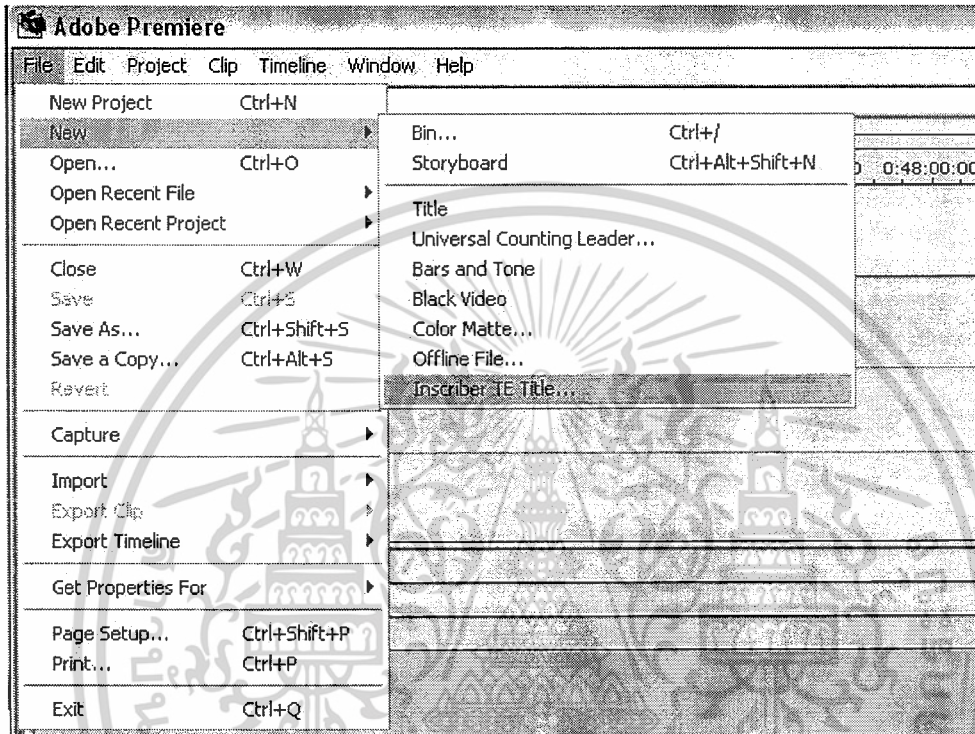 Adobe Premiere
File Edit Project Clip Timeline Window Help
New Project Ctrl+N
New
Open... Ctrl+O
Open Recent File
Open Recent Project
Close Ctrl+W
Save Ctrl+S
Save As... Ctrl+Shift+S
Save a Copy... Ctrl+Alt+S
Revert
Capture
Import
Export Clip
Export Timeline
Get Properties For
Page Setup... Ctrl+Shift+P
Print... Ctrl+P
Exit Ctrl+Q
Bin... Ctrl+/
Storyboard Ctrl+Alt+Shift+N
Title
Universal Counting Leader...
Bars and Tone
Black Video
Color Matte...
Offline File...
Inscriber TE Title...
0:48:00:00